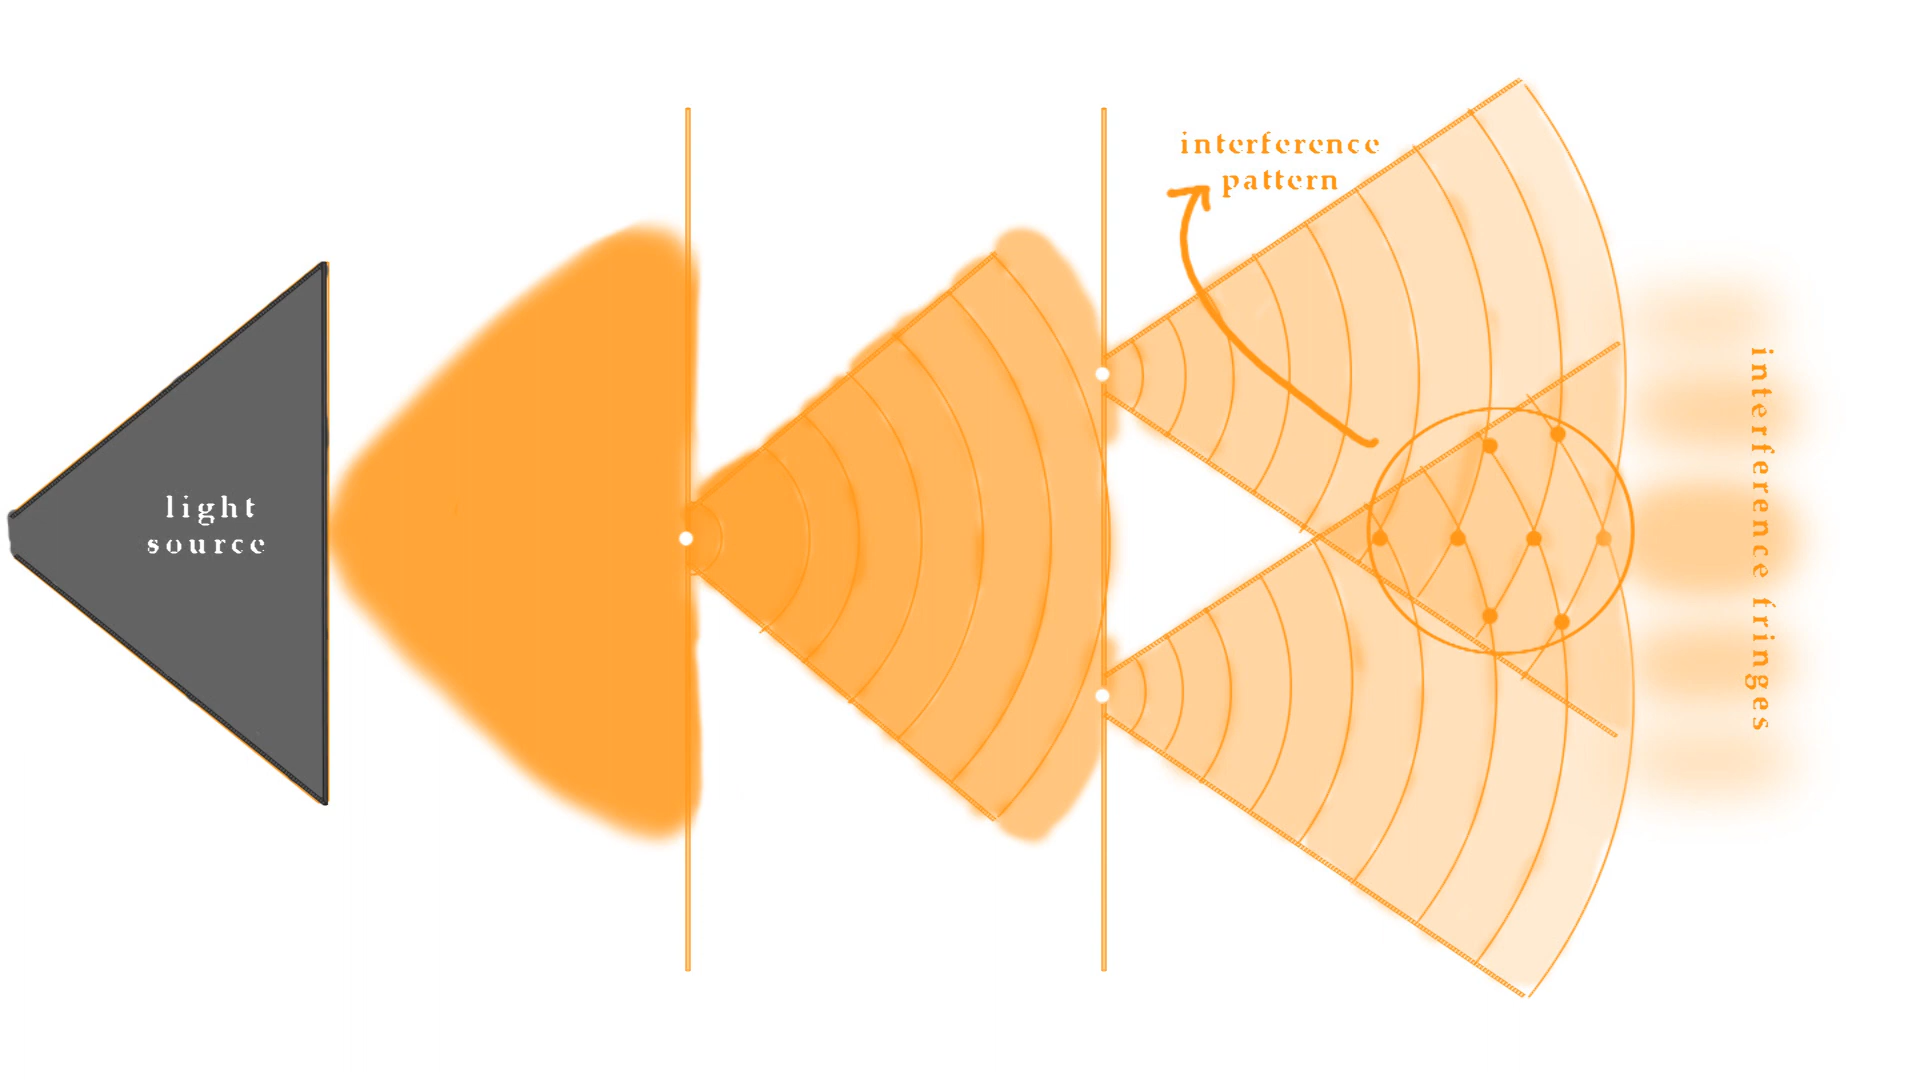 light
source
interference
pattern
interference fringes